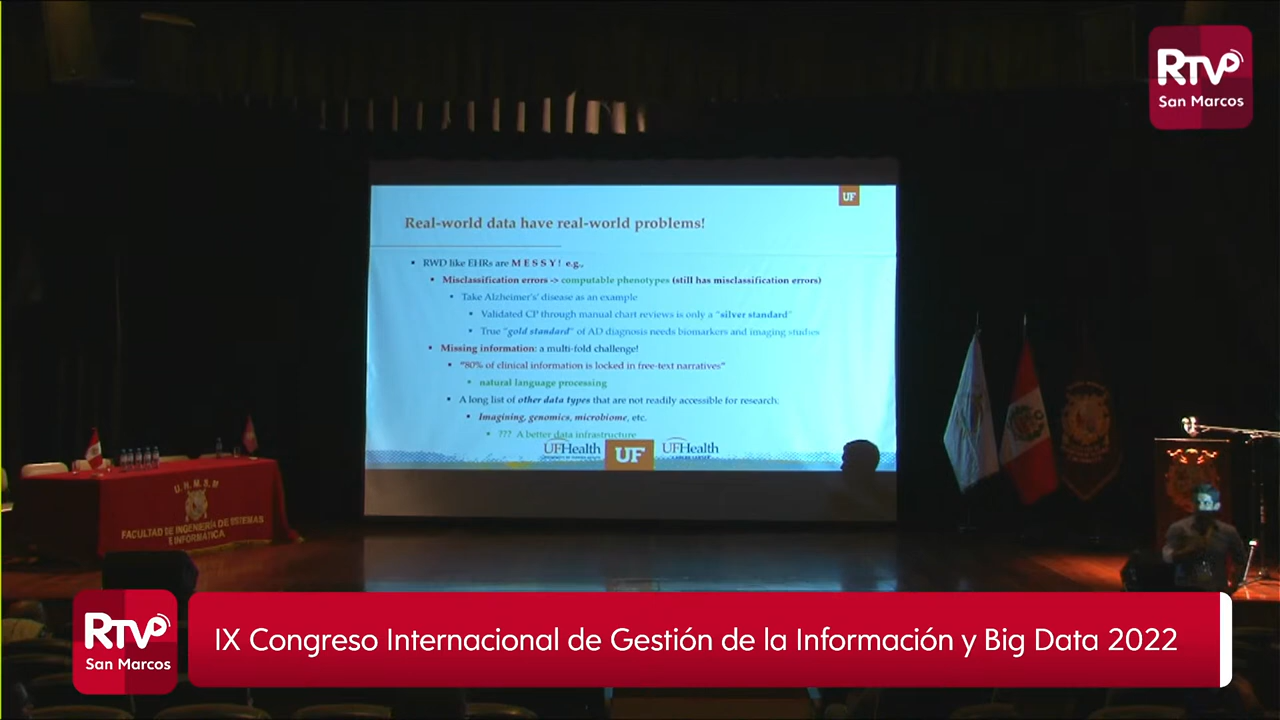 RTVP
San Marcos
UF
Real-world data have real-world problems!
• RWD like EHRs are M E S S Y ! e.g.,
• Misclassification errors -> computable phenotypes (still has misclassification errors)
• Take Alzheimer's' disease as an example
• Validated CP through manual chart reviews is only a "silver standard"
• True "gold standard" of AD diagnosis needs biomarkers and imaging studies
• Missing information: a multi-fold challenge!
• "80% of clinical information is locked in free-text narratives"
• natural language processing
• A long list of other data types that are not readily accessible for research.
• Imagining, genomics, microbiome, etc.
• ??? A better data infrastructure
UFHealth
UF
UFHealth
U.N.M.S.M
FACULTAD DE INGENIERÍA DE SISTEMAS
E INFORMÁTICA
RTVP
San Marcos
IX Congreso Internacional de Gestión de la Información y Big Data 2022